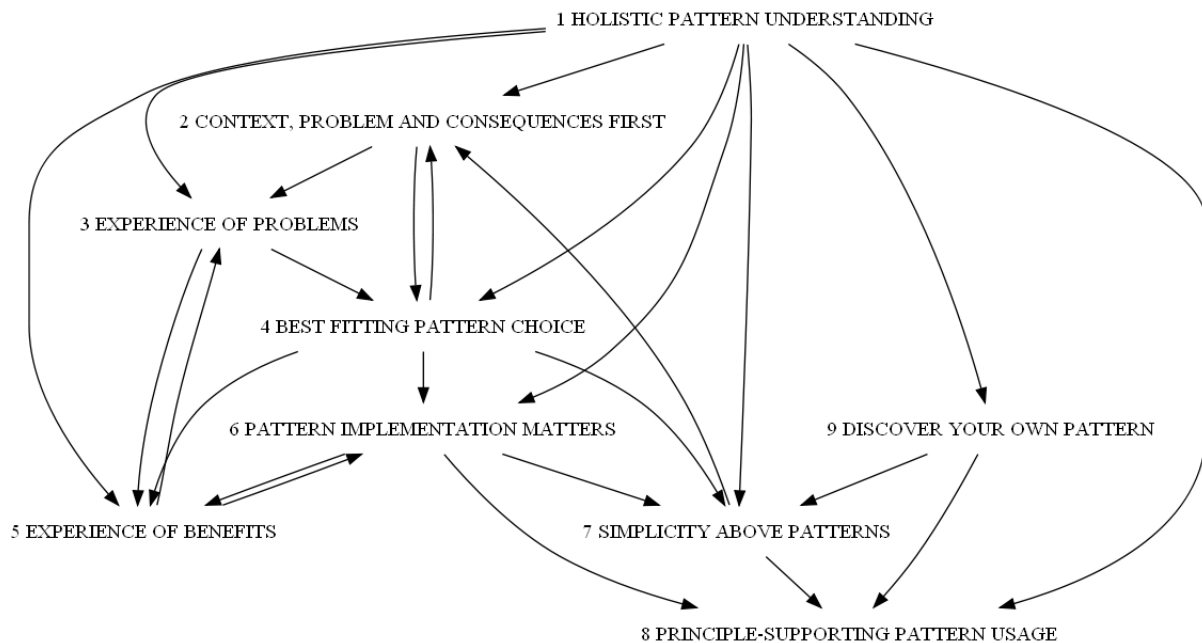 1 HOLISTIC PATTERN UNDERSTANDING
2 CONTEXT, PROBLEM AND CONSEQUENCES FIRST
3 EXPERIENCE OF PROBLEMS
4 BEST FITTING PATTERN CHOICE
6 PATTERN IMPLEMENTATION MATTERS
9 DISCOVER YOUR OWN PATTERN
5 EXPERIENCE OF BENEFITS
7 SIMPLICITY ABOVE PATTERNS
8 PRINCIPLE-SUPPORTING PATTERN USAGE